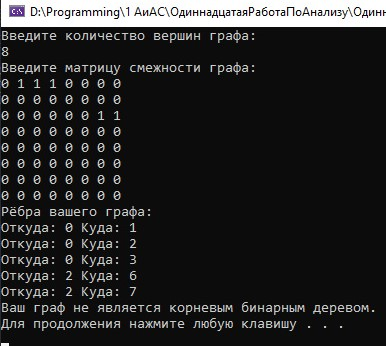 D:\Programming\1 АиАС\ОдиннадцатаяРаботаПоАнализу\Один
Введите количество вершин графа:
8
Введите матрицу смежности графа:
0 1 1 1 0 0 0 0
0 0 0 0 0 0 0 0
0 0 0 0 0 0 1 1
0 0 0 0 0 0 0 0
0 0 0 0 0 0 0 0
0 0 0 0 0 0 0 0
0 0 0 0 0 0 0 0
0 0 0 0 0 0 0 0
Рёбра вашего графа:
Откуда: 0 Куда: 1
Откуда: 0 Куда: 2
Откуда: 0 Куда: 3
Откуда: 2 Куда: 6
Откуда: 2 Куда: 7
Ваш граф не является корневым бинарным деревом.
Для продолжения нажмите любую клавишу . . .